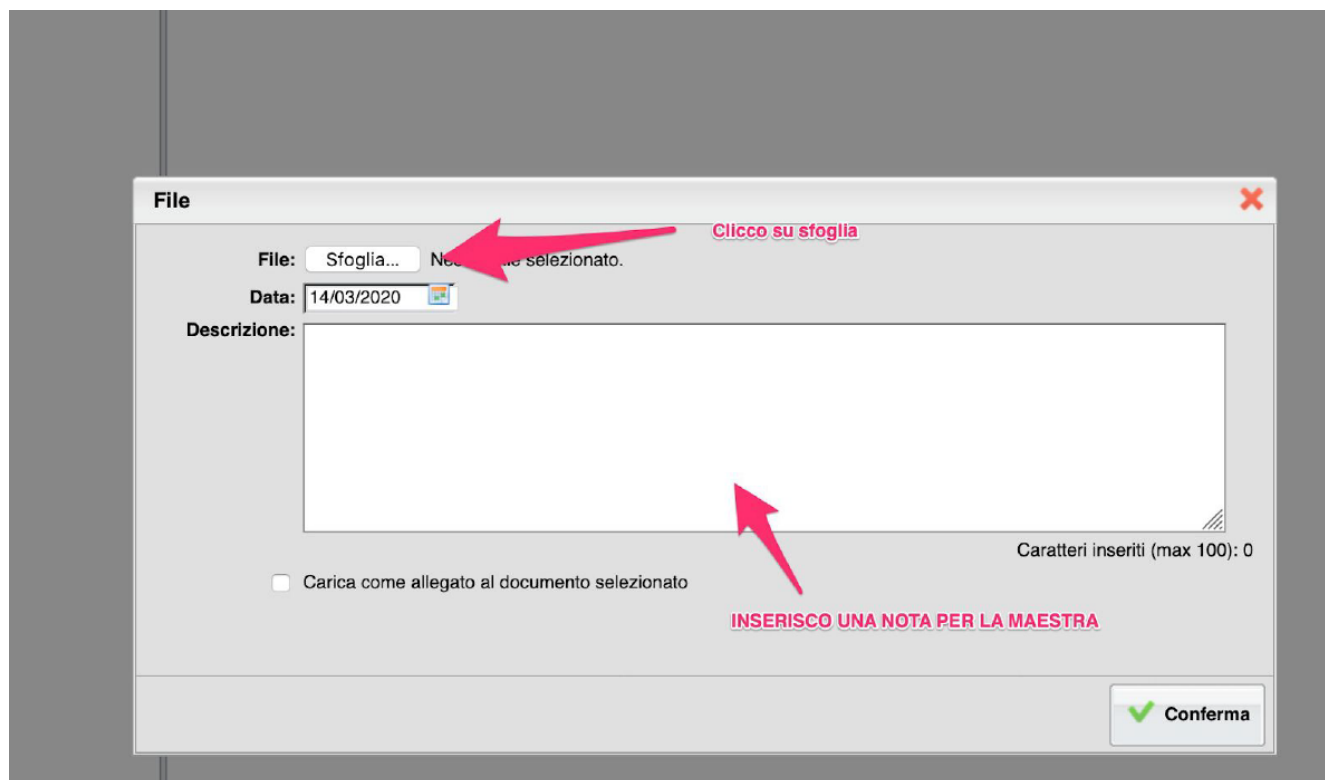 File
Clicco su sfoglia
File: Sfoglia... selezionato.
Data: 14/03/2020
Descrizione:
Caratteri inseriti (max 100): 0
Carica come allegato al documento selezionato
INSERISCO UNA NOTA PER LA MAESTRA
Conferma